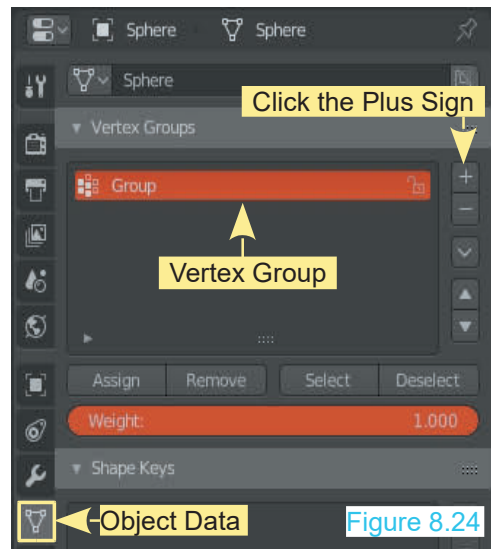 Sphere Sphere
Sphere
Click the Plus Sign
Vertex Groups
Group
Vertex Group
Assign Remove Select Deselect
Weight: 1.000
Shape Keys
Object Data
Figure 8.24